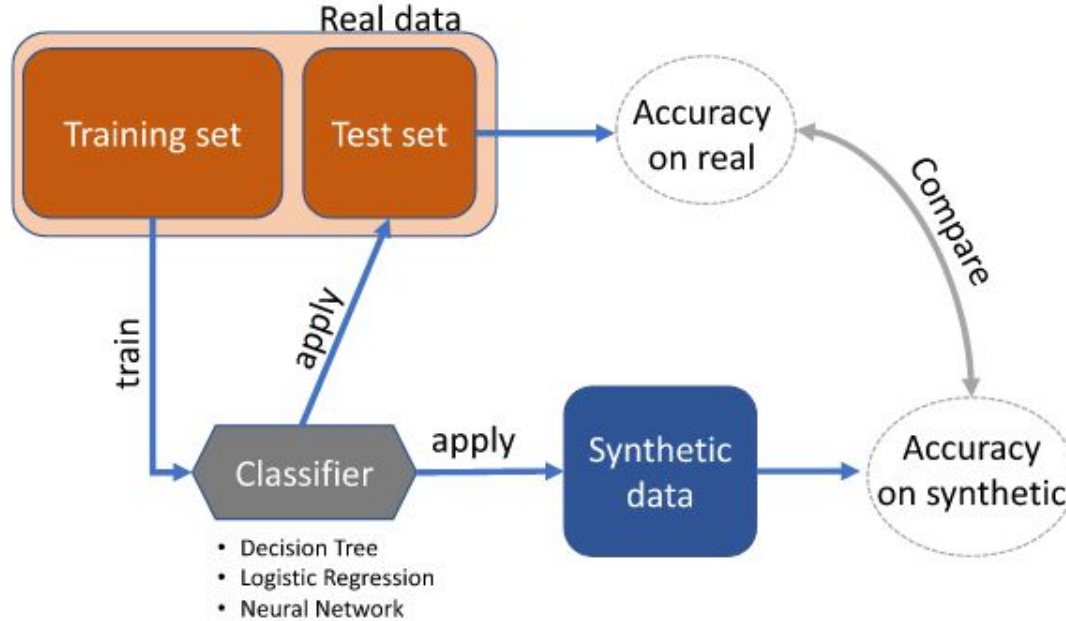 Real data
Training set
Test set
Accuracy
on real
Compare
train
apply
Classifier
apply
Synthetic
data
Accuracy
on synthetic
• Decision Tree
• Logistic Regression
• Neural Network